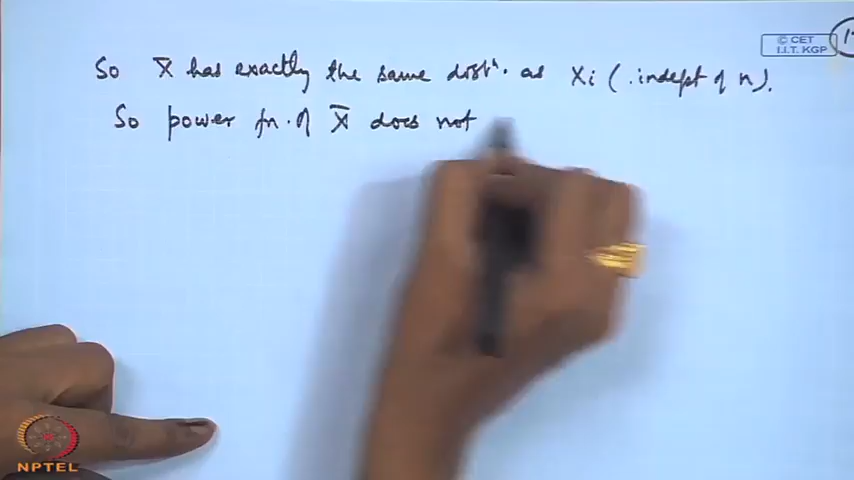 © CET
I.I.T. KGP
So X̄ has exactly the same distⁿ. as Xi (.indept of n).
So power fn. of X̄ does not
NPTEL